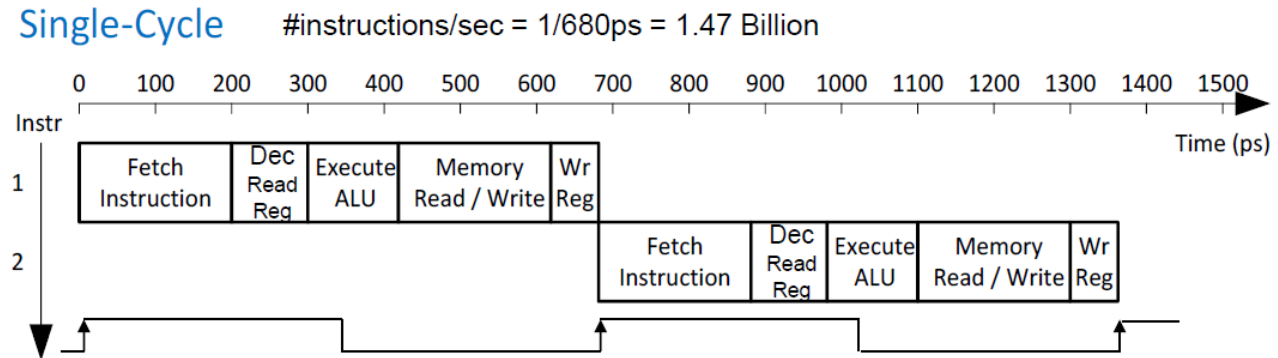 Single-Cycle #instructions/sec = 1/680ps = 1.47 Billion
0 100 200 300 400 500 600 700 800 900 1000 1100 1200 1300 1400 1500
Instr
Time (ps)
1
Fetch
Instruction
Dec
Read
Reg
Execute
ALU
Memory
Read / Write
Wr
Reg
2
Fetch
Instruction
Dec
Read
Reg
Execute
ALU
Memory
Read / Write
Wr
Reg